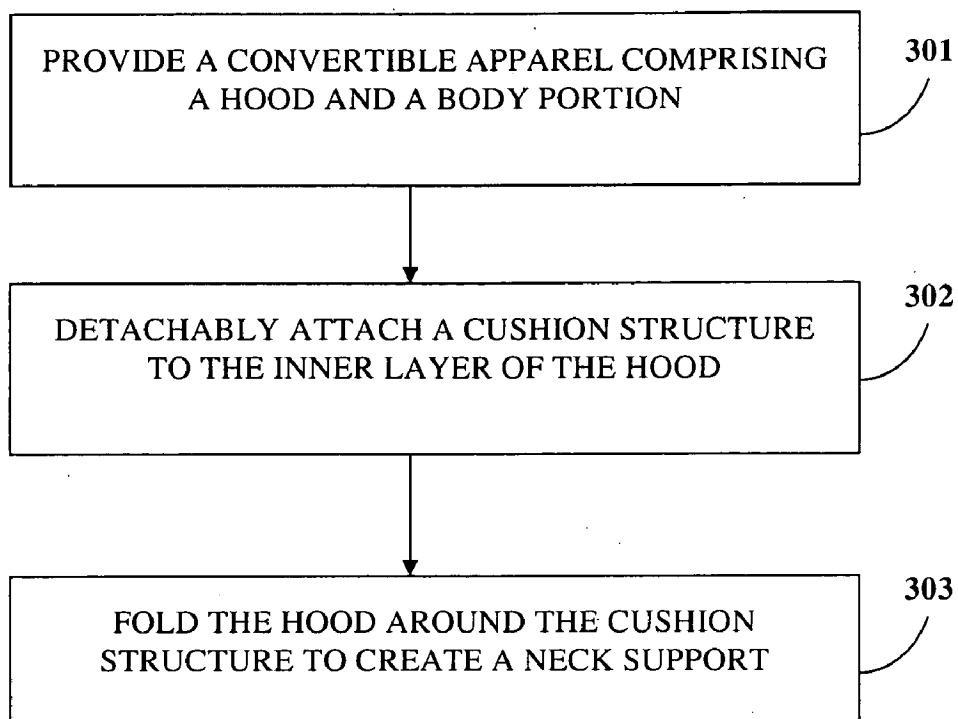 PROVIDE A CONVERTIBLE APPAREL COMPRISING
A HOOD AND A BODY PORTION
301
DETACHABLY ATTACH A CUSHION STRUCTURE
TO THE INNER LAYER OF THE HOOD
302
FOLD THE HOOD AROUND THE CUSHION
STRUCTURE TO CREATE A NECK SUPPORT
303